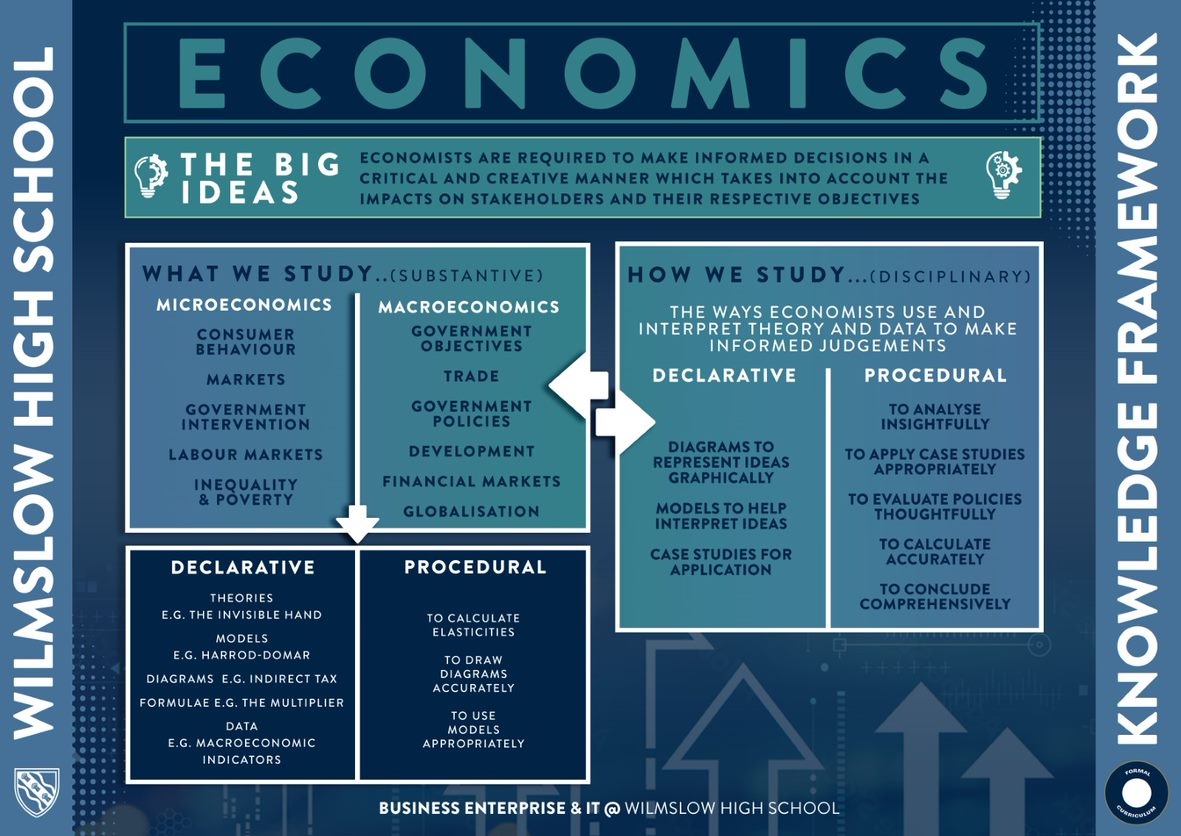 WILMSLOW HIGH SCHOOL
ECONOMICS
THE BIG
IDEAS
ECONOMISTS ARE REQUIRED TO MAKE INFORMED DECISIONS IN A
CRITICAL AND CREATIVE MANNER WHICH TAKES INTO ACCOUNT THE
IMPACTS ON STAKEHOLDERS AND THEIR RESPECTIVE OBJECTIVES
WHAT WE STUDY..(SUBSTANTIVE)
MICROECONOMICS
CONSUMER
BEHAVIOUR
MARKETS
GOVERNMENT
INTERVENTION
LABOUR MARKETS
INEQUALITY
& POVERTY
MACROECONOMICS
GOVERNMENT
OBJECTIVES
TRADE
GOVERNMENT
POLICIES
DEVELOPMENT
FINANCIAL MARKETS
GLOBALISATION
DECLARATIVE
THEORIES
E.G. THE INVISIBLE HAND
MODELS
E.G. HARROD-DOMAR
DIAGRAMS E.G. INDIRECT TAX
FORMULAE E.G. THE MULTIPLIER
DATA
E.G. MACROECONOMIC
INDICATORS
PROCEDURAL
TO CALCULATE
ELASTICITIES
TO DRAW
DIAGRAMS
ACCURATELY
TO USE
MODELS
APPROPRIATELY
HOW WE STUDY...(DISCIPLINARY)
THE WAYS ECONOMISTS USE AND
INTERPRET THEORY AND DATA TO MAKE
INFORMED JUDGEMENTS
DECLARATIVE
DIAGRAMS TO
REPRESENT IDEAS
GRAPHICALLY
MODELS TO HELP
INTERPRET IDEAS
CASE STUDIES FOR
APPLICATION
PROCEDURAL
TO ANALYSE
INSIGHTFULLY
TO APPLY CASE STUDIES
APPROPRIATELY
TO EVALUATE POLICIES
THOUGHTFULLY
TO CALCULATE
ACCURATELY
TO CONCLUDE
COMPREHENSIVELY
BUSINESS ENTERPRISE & IT @ WILMSLOW HIGH SCHOOL
KNOWLEDGE FRAMEWORK
FORMAL
CURRICULUM